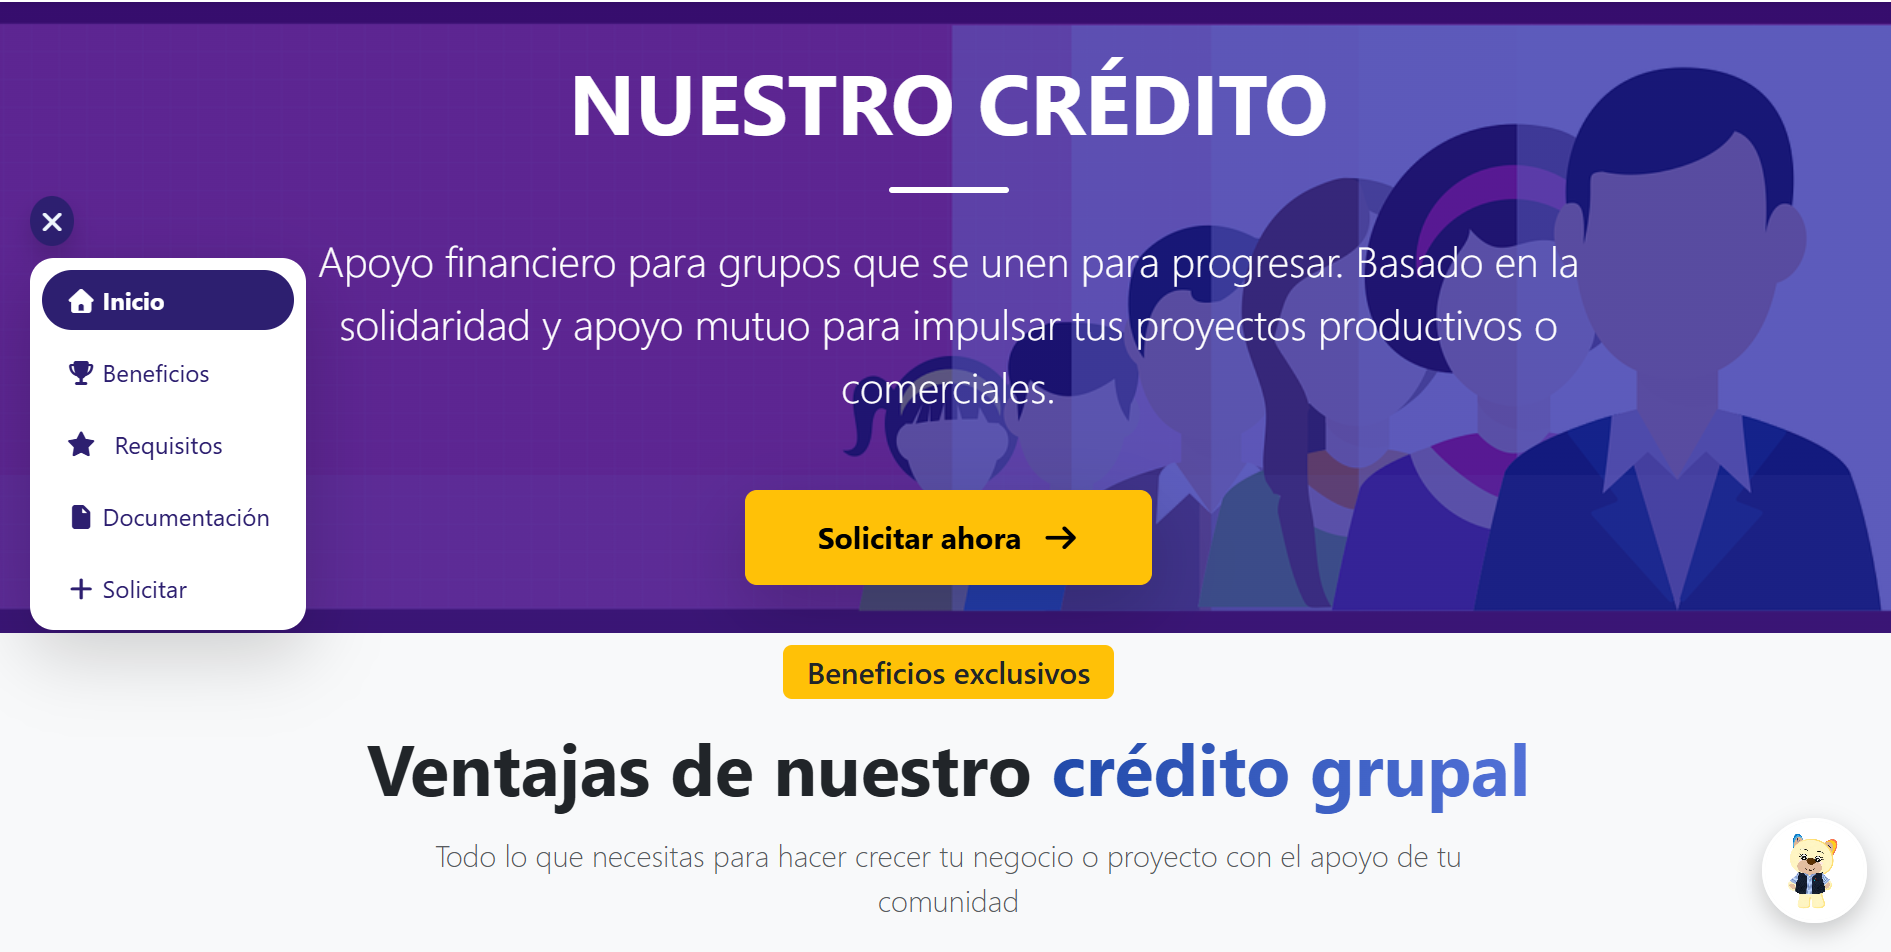 NUESTRO CRÉDITO
Apoyo financiero para grupos que se unen para progresar. Basado en la
solidaridad y apoyo mutuo para impulsar tus proyectos productivos o
comerciales.
Solicitar ahora
Inicio
Beneficios
Requisitos
Documentación
Solicitar
Beneficios exclusivos
Ventajas de nuestro crédito grupal
Todo lo que necesitas para hacer crecer tu negocio o proyecto con el apoyo de tu
comunidad